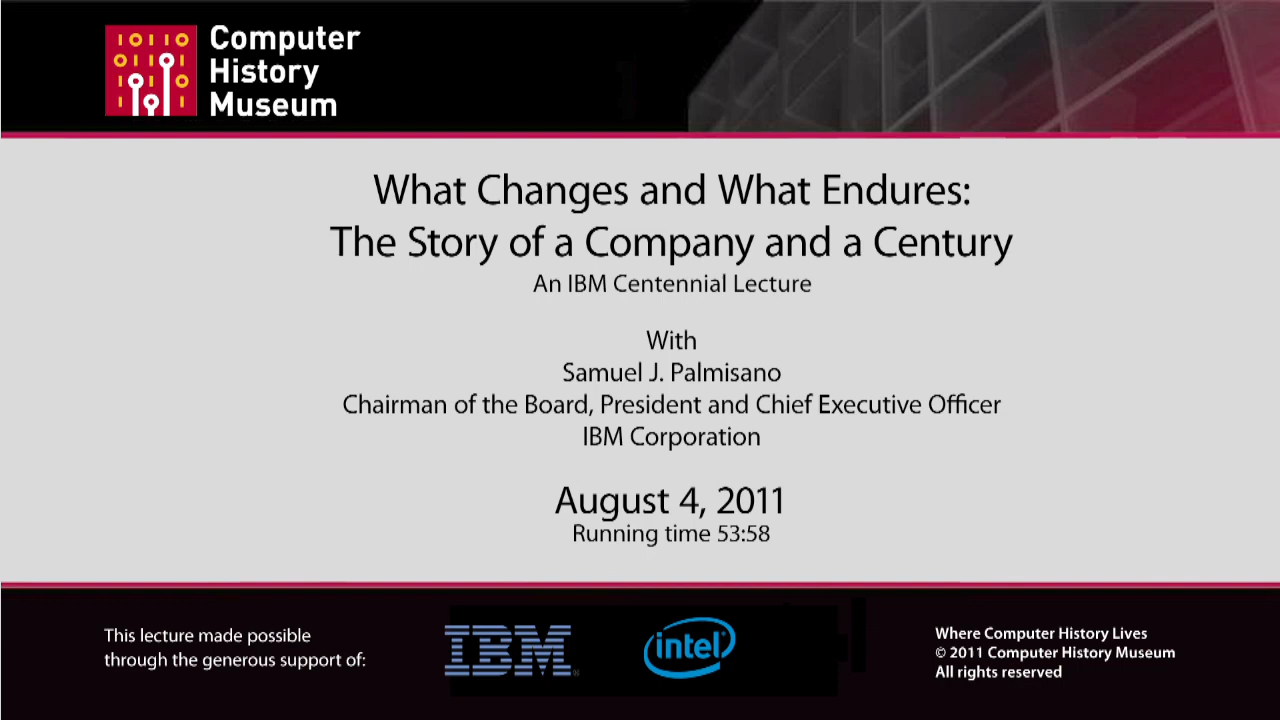 Computer
History
Museum
What Changes and What Endures:
The Story of a Company and a Century
An IBM Centennial Lecture
With
Samuel J. Palmisano
Chairman of the Board, President and Chief Executive Officer
IBM Corporation
August 4, 2011
Running time 53:58
This lecture made possible
through the generous support of:
IBM®
intel
Where Computer History Lives
© 2011 Computer History Museum
All rights reserved